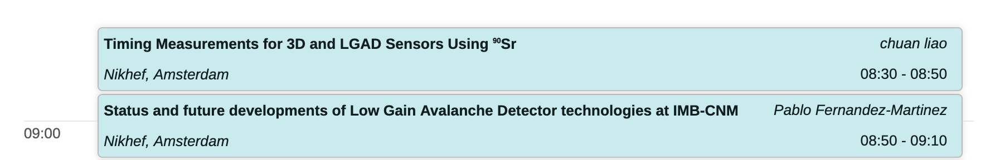 Timing Measurements for 3D and LGAD Sensors Using ⁹⁰Sr chuan liao
Nikhef, Amsterdam 08:30 - 08:50
Status and future developments of Low Gain Avalanche Detector technologies at IMB-CNM Pablo Fernandez-Martinez
09:00
Nikhef, Amsterdam 08:50 - 09:10